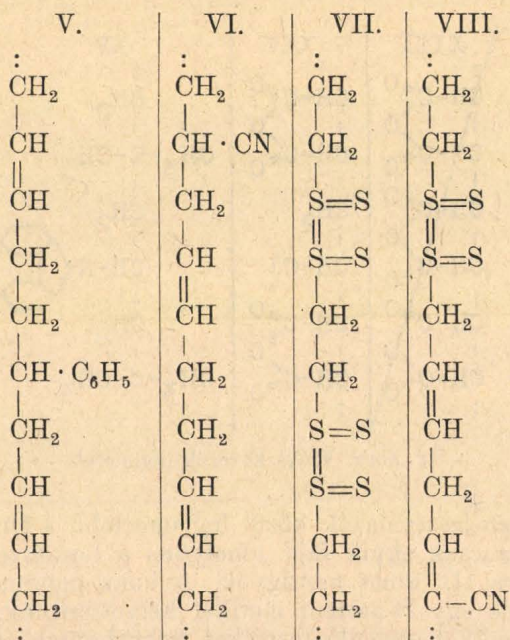 V. VI. VII. VIII.
: : : :
CH₂ CH₂ CH₂ CH₂
CH CH · CN CH₂ CH₂
CH CH₂ S=S S=S
CH₂ CH S=S S=S
CH₂ CH CH₂ CH₂
CH · C₆H₅ CH₂ CH₂ CH
CH₂ CH₂ S=S CH
CH CH S=S CH₂
CH CH CH₂ CH
CH₂ CH₂ CH₂ C—CN
: : : :